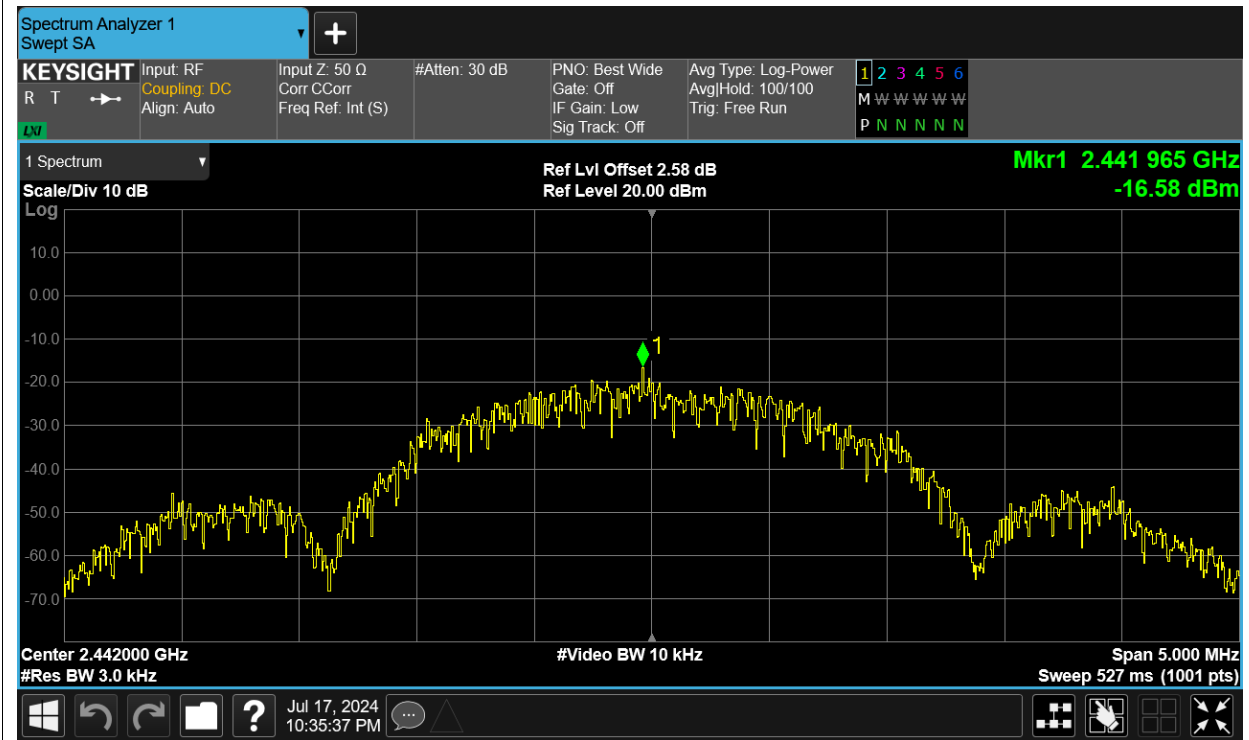 Spectrum Analyzer 1
Swept SA
KEYSIGHT
R T
LXI
Input: RF
Coupling: DC
Align: Auto
Input Z: 50 Ω
Corr CCorr
Freq Ref: Int (S)
#Atten: 30 dB
PNO: Best Wide
Gate: Off
IF Gain: Low
Sig Track: Off
Avg Type: Log-Power
Avg|Hold: 100/100
Trig: Free Run
1 2 3 4 5 6
M W W W W W
P N N N N N
1 Spectrum
Scale/Div 10 dB
Log
Ref Lvl Offset 2.58 dB
Ref Level 20.00 dBm
Mkr1 2.441 965 GHz
-16.58 dBm
10.0
0.00
-10.0
-20.0
-30.0
-40.0
-50.0
-60.0
-70.0
1
Center 2.442000 GHz
#Res BW 3.0 kHz
#Video BW 10 kHz
Span 5.000 MHz
Sweep 527 ms (1001 pts)
?
Jul 17, 2024
10:35:37 PM